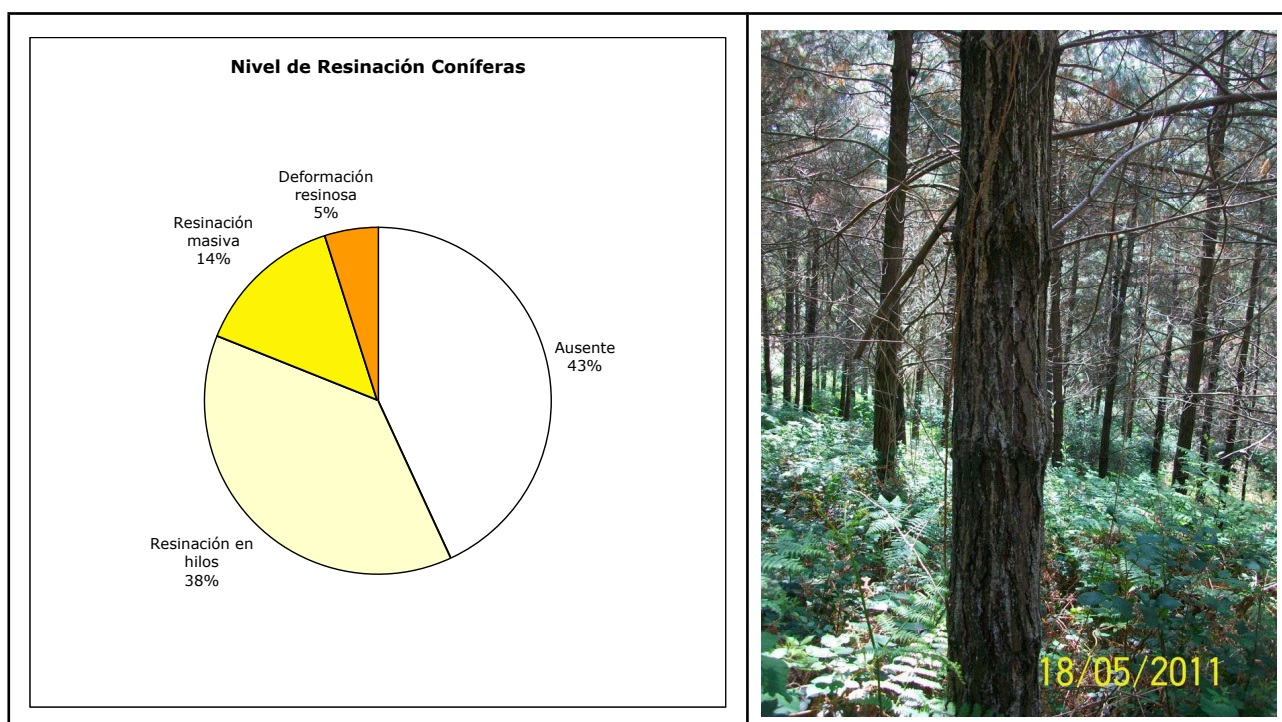 Nivel de Resinación Coníferas
Deformación
resinosa
5%
Resinación
masiva
14%
Ausente
43%
Resinación en
hilos
38%
18/05/2011